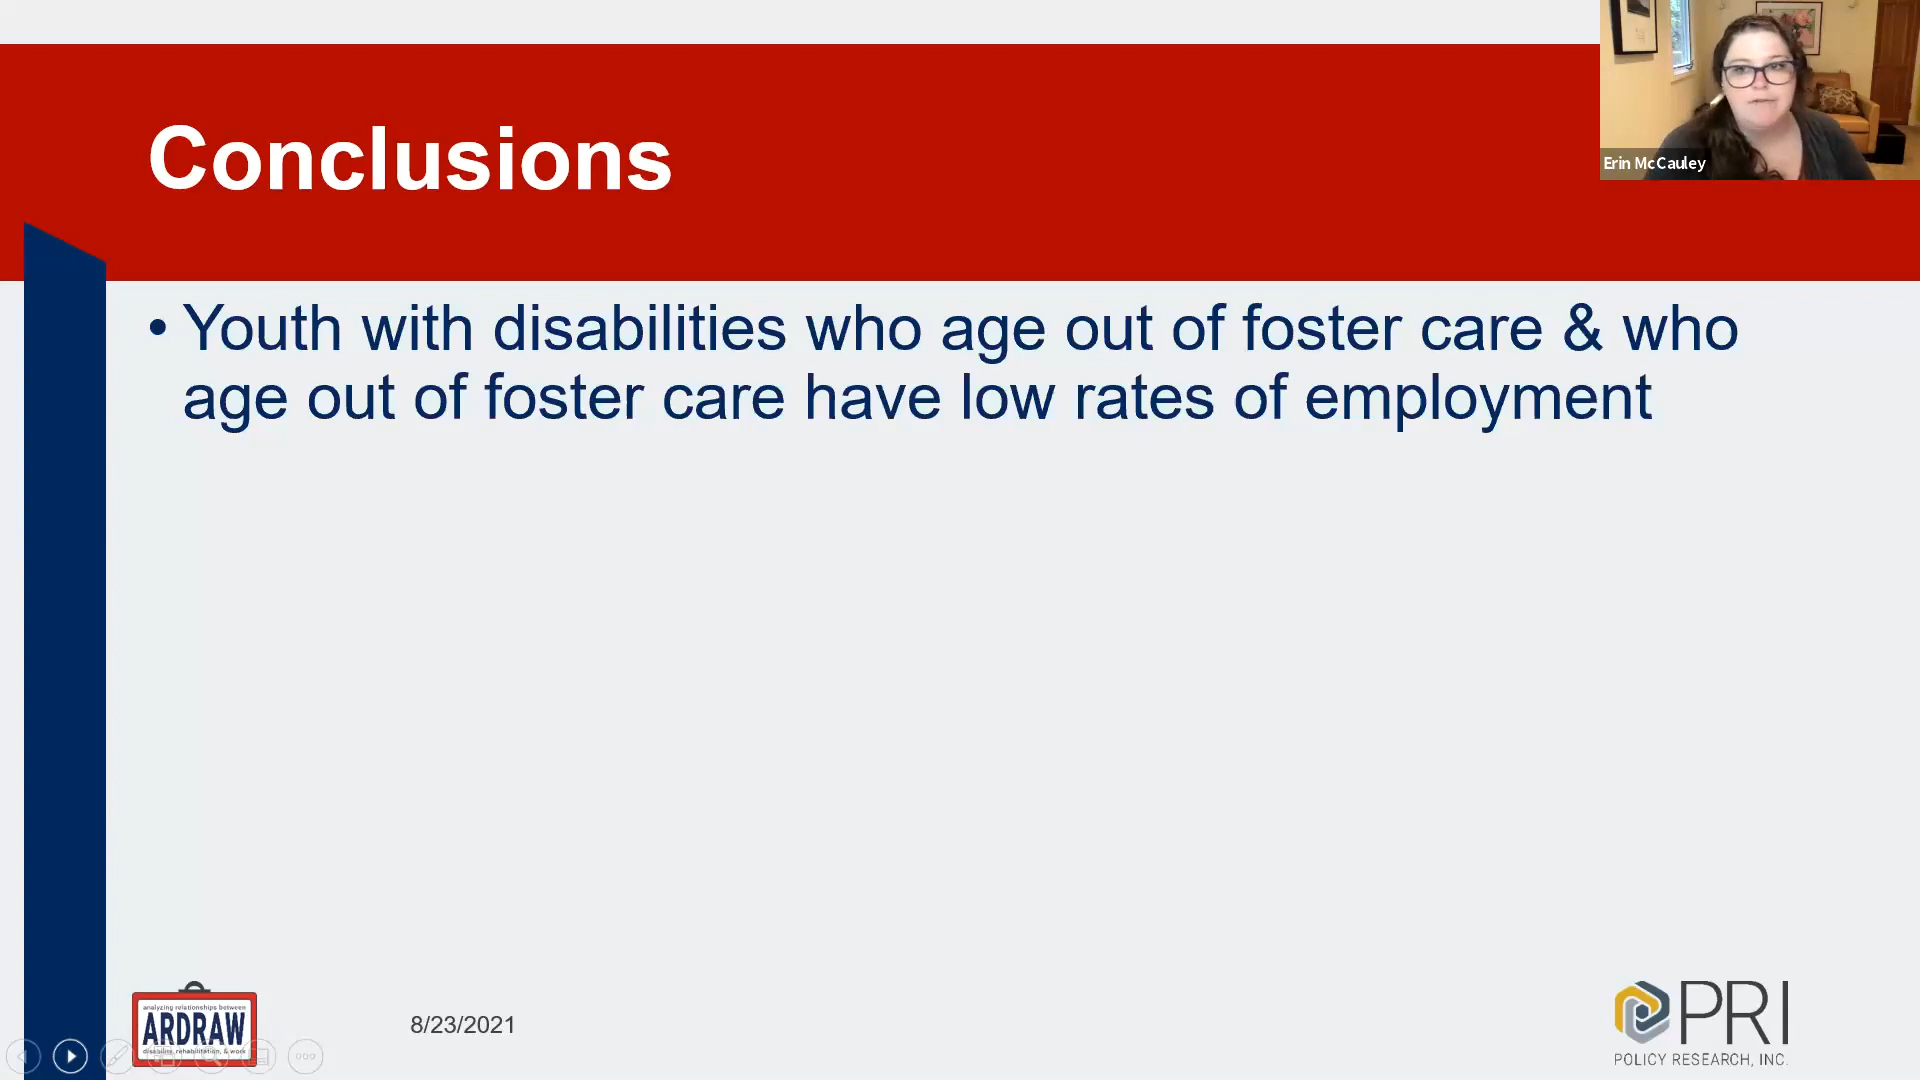 Conclusions
Erin McCauley
• Youth with disabilities who age out of foster care & who
age out of foster care have low rates of employment
analyzing relationships between
ARDRAW
disability, rehabilitation, & work
8/23/2021
PRI
POLICY RESEARCH, INC.